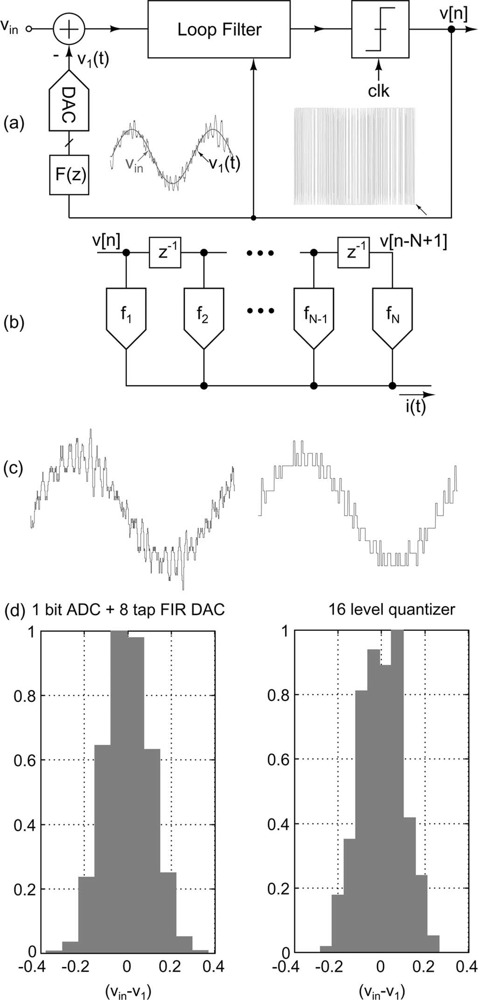 v_in
+
Loop Filter
v[n]
-
v_1(t)
DAC
clk
(a)
F(z)
v_in
v_1(t)
v[n]
z^-1
z^-1
v[n-N+1]
(b)
f_1
f_2
f_N-1
f_N
i(t)
(c)
(d)
1 bit ADC + 8 tap FIR DAC
16 level quantizer
1
0.8
0.6
0.4
0.2
0
-0.4
-0.2
0
0.2
0.4
(v_in-v_1)
1
0.8
0.6
0.4
0.2
0
-0.4
-0.2
0
0.2
0.4
(v_in-v_1)